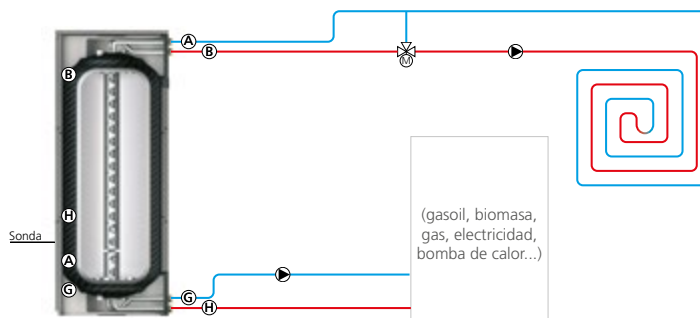 A
B
M
B
(gasoil, biomasa,
gas, electricidad,
bomba de calor...)
H
Sonda
A
G
G
H